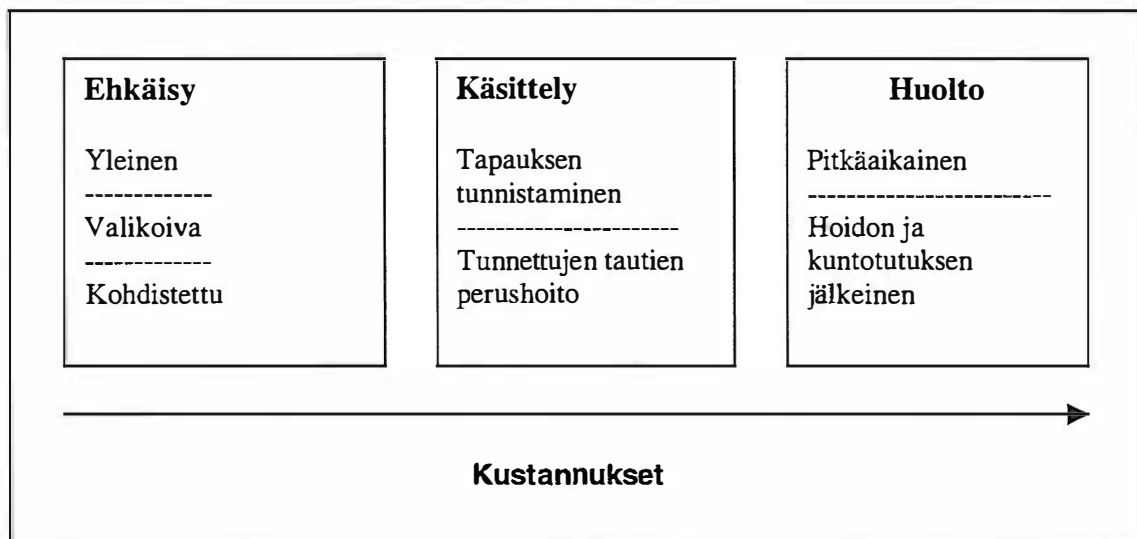 Ehkäisy
Yleinen
-------------
Valikoiva
-------------
Kohdistettu
Käsittely
Tapauksen
tunnistaminen
-----------------------
Tunnettujen tautien
perushoito
Huolto
Pitkäaikainen
-------------------------
Hoidon ja
kuntotutuksen
jälkeinen
Kustannukset